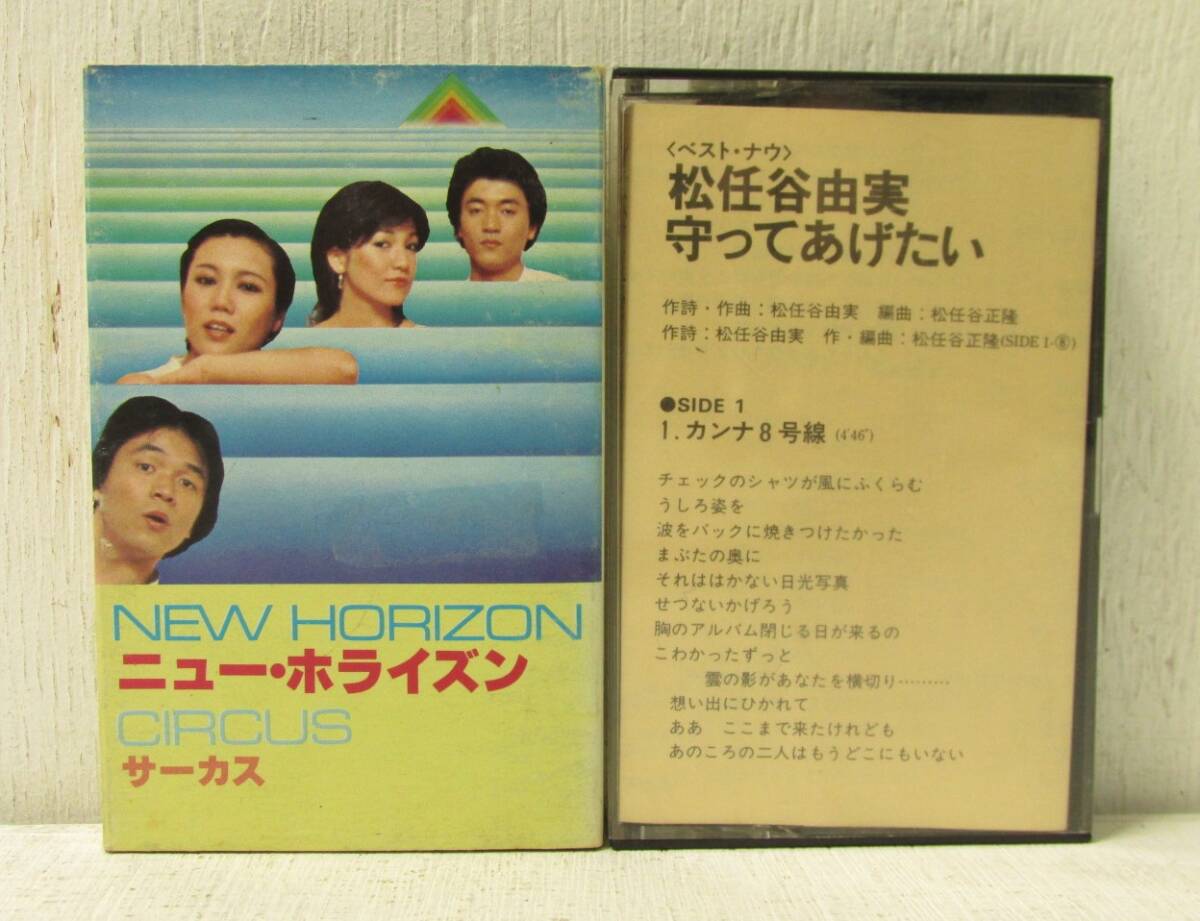 NEW HORIZON
ニュー・ホライズン
CIRCUS
サーカス
〈ベスト・ナウ〉
松任谷由実
守ってあげたい
作詩・作曲：松任谷由実　編曲：松任谷正隆
作詩：松任谷由実　作・編曲：松任谷正隆(SIDE 1-⑧)
●SIDE 1
1. カンナ8号線 (4'46")
チェックのシャツが風にふくらむ
うしろ姿を
波をバックに焼きつけたかった
まぶたの奥に
それははかない日光写真
せつないかげろう
胸のアルバム閉じる日が来るの
こわかったずっと
雲の影があなたを横切り………
想い出にひかれて
ああ　ここまで来たけれども
あのころの二人はもうどこにもいない